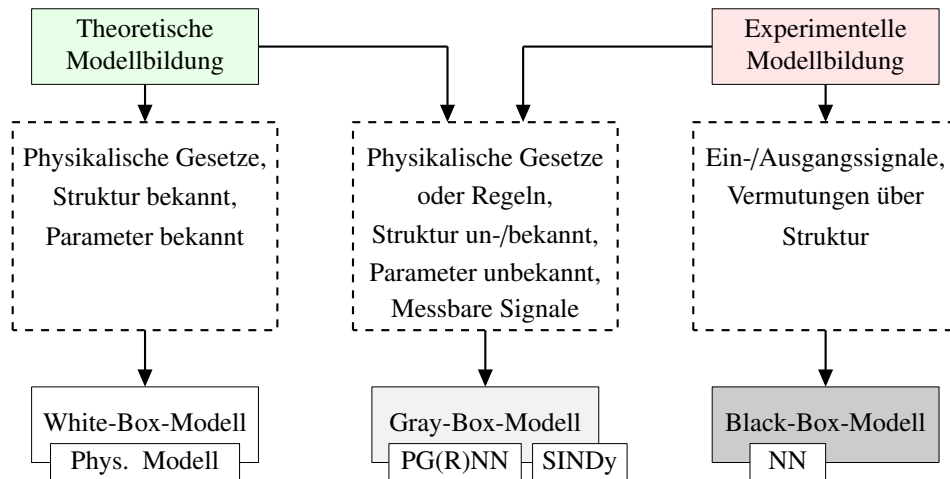 Theoretische
Modellbildung
Experimentelle
Modellbildung
Physikalische Gesetze,
Struktur bekannt,
Parameter bekannt
Physikalische Gesetze
oder Regeln,
Struktur un-/bekannt,
Parameter unbekannt,
Messbare Signale
Ein-/Ausgangssignale,
Vermutungen über
Struktur
White-Box-Modell
Phys. Modell
Gray-Box-Modell
PG(R)NN
SINDy
Black-Box-Modell
NN